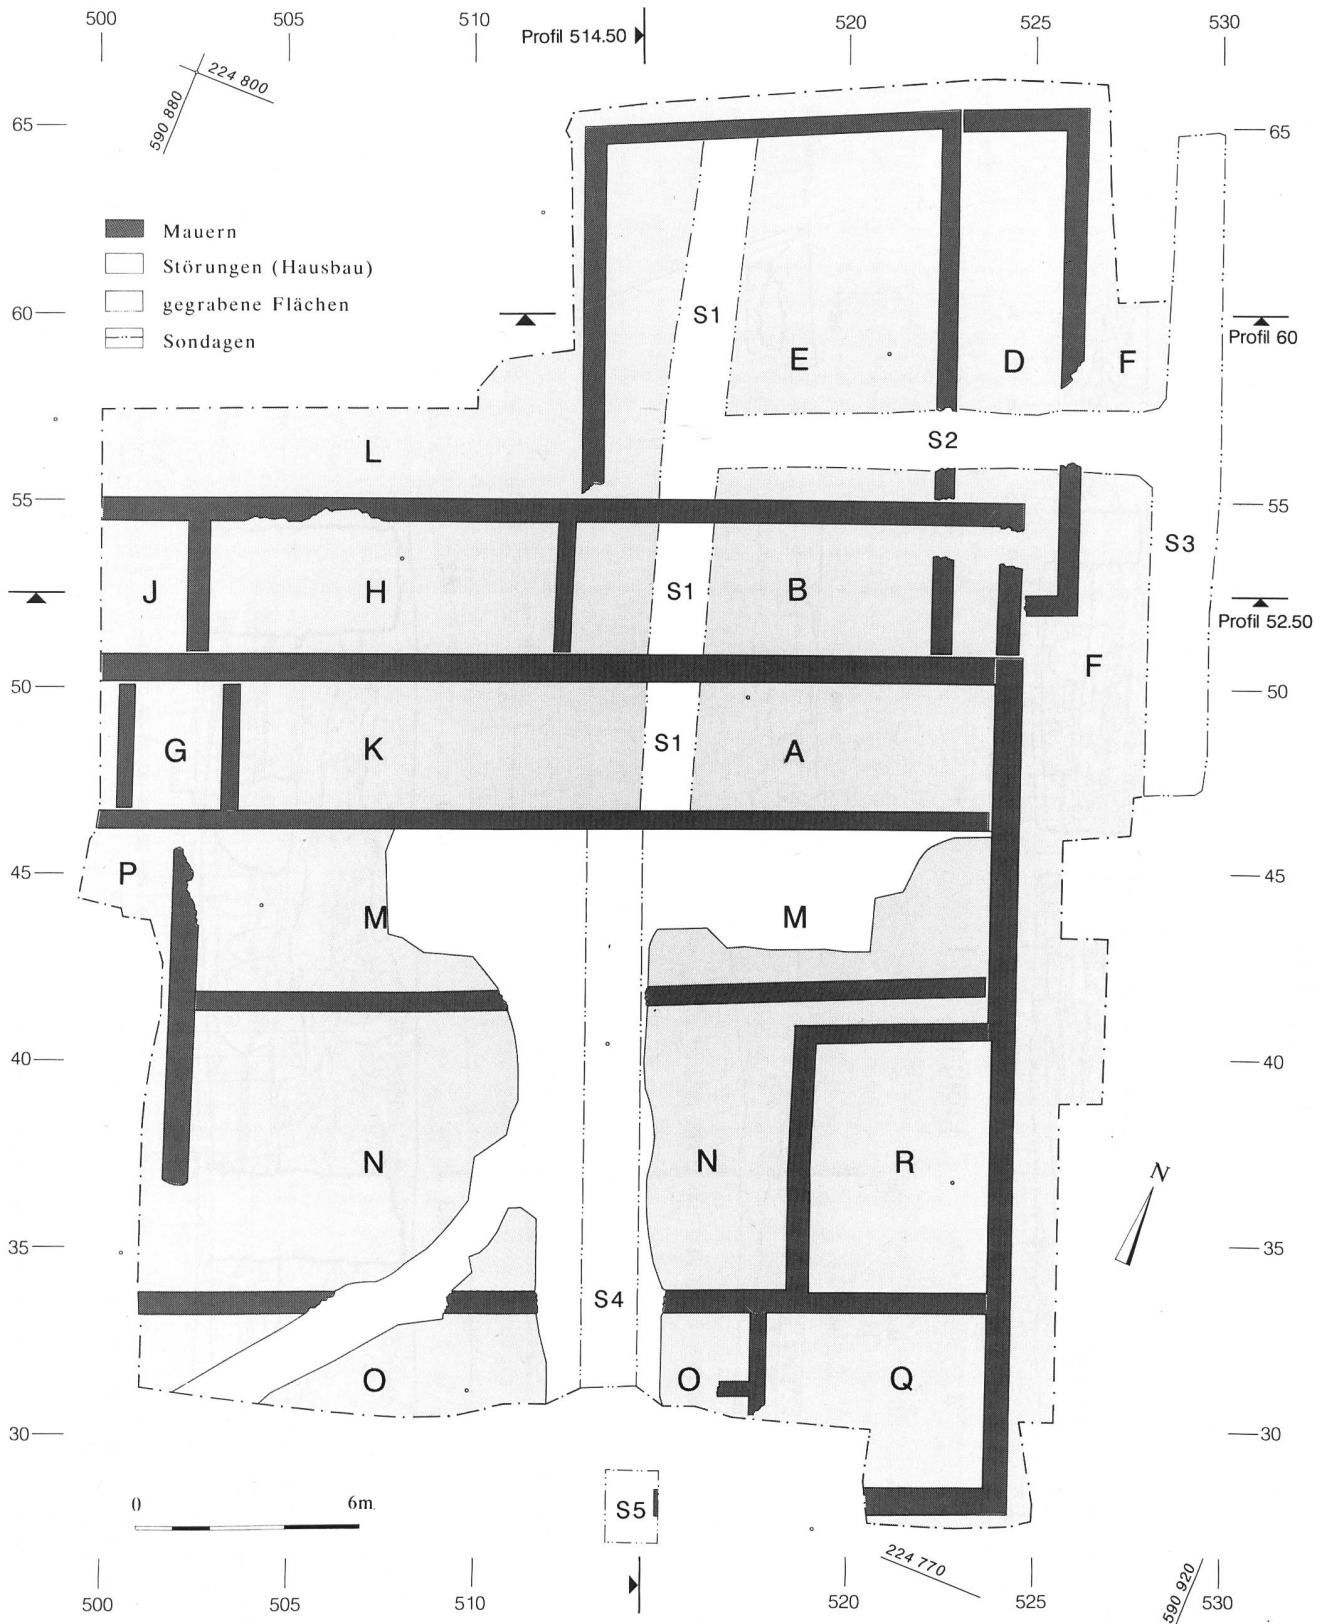 500 505 510 Profil 514.50 520 525 530
224 800
590 880
65 65
Mauern
Störungen (Hausbau)
gegrabene Flächen
Sondagen
60 S1 Profil 60
E D F
S2
L
55 55
S3
J H S1 B
Profil 52.50
F
50 50
G K S1 A
P
45 45
M M
40 40
N N R
N
35 35
S4
O O Q
30 30
0 6m
S5
224 770
590 920
500 505 510 520 525 530